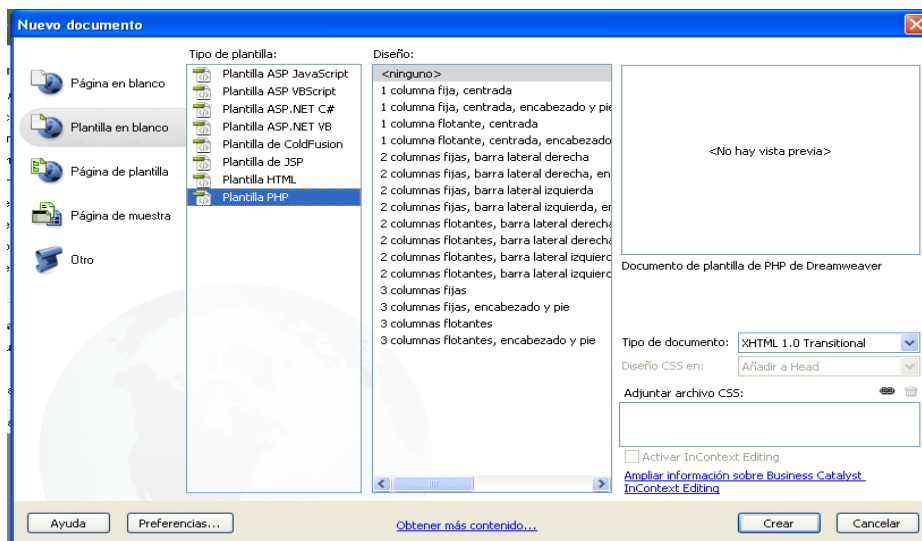 Nuevo documento
Página en blanco
Plantilla en blanco
Página de plantilla
Página de muestra
Otro
Tipo de plantilla:
Plantilla ASP JavaScript
Plantilla ASP VBScript
Plantilla ASP.NET C#
Plantilla ASP.NET VB
Plantilla de ColdFusion
Plantilla de JSP
Plantilla HTML
Plantilla PHP
Diseño:
<ninguno>
1 columna fija, centrada
1 columna fija, centrada, encabezado y pie
1 columna flotante, centrada
1 columna flotante, centrada, encabezado
2 columnas fijas, barra lateral derecha
2 columnas fijas, barra lateral derecha, en
2 columnas fijas, barra lateral izquierda
2 columnas fijas, barra lateral izquierda, er
2 columnas flotantes, barra lateral derecha
2 columnas flotantes, barra lateral derecha
2 columnas flotantes, barra lateral izquierd
2 columnas flotantes, barra lateral izquierd
3 columnas fijas
3 columnas fijas, encabezado y pie
3 columnas flotantes
3 columnas flotantes, encabezado y pie
<No hay vista previa>
Documento de plantilla de PHP de Dreamweaver
Tipo de documento: XHTML 1.0 Transitional
Diseño CSS en: Añadir a Head
Adjuntar archivo CSS:
Activar InContext Editing
Ampliar información sobre Business Catalyst
InContext Editing
Ayuda
Preferencias...
Obtener más contenido...
Crear
Cancelar